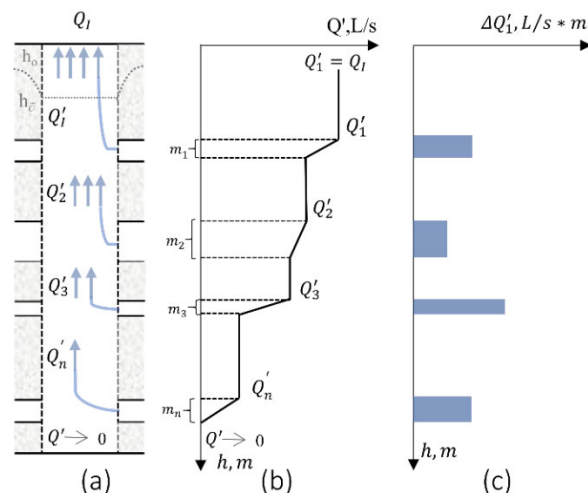 Q_I
h_o
h_õ
Q'_I
Q'_2
Q'_3
Q'_n
Q' → 0
(a)
Q',L/s
Q'_1 = Q_I
Q'_1
m_1
Q'_2
m_2
Q'_3
m_3
Q'_n
m_n
Q' → 0
h, m
(b)
ΔQ'_1, L/s * m
h, m
(c)